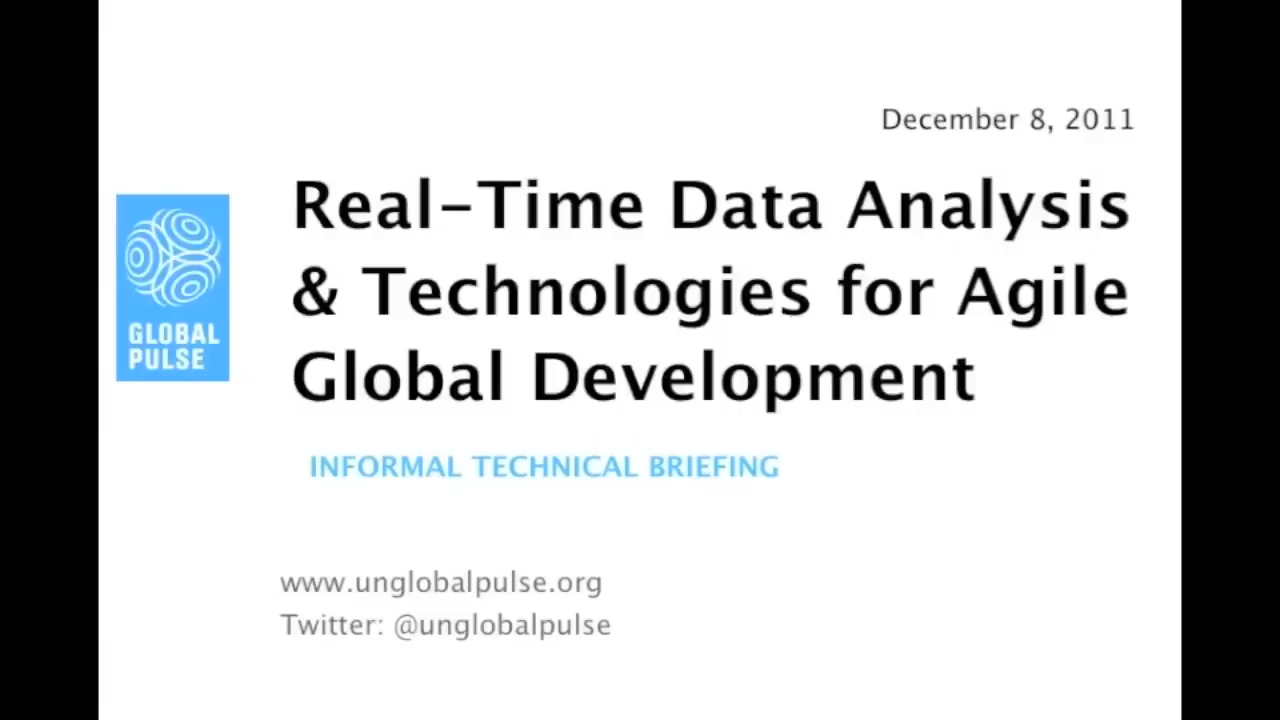 December 8, 2011
Real-Time Data Analysis
& Technologies for Agile
Global Development
GLOBAL
PULSE
INFORMAL TECHNICAL BRIEFING
www.unglobalpulse.org
Twitter: @unglobalpulse